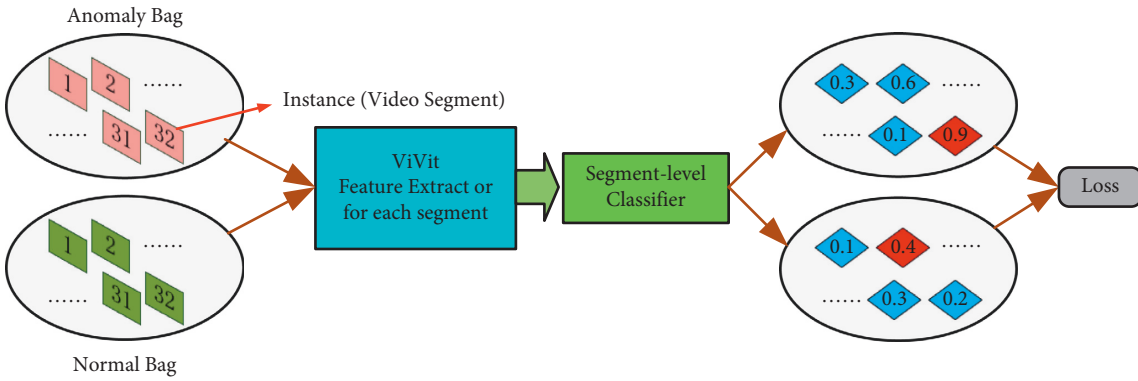 Anomaly Bag
1 2 ......
...... 31 32
Instance (Video Segment)
Normal Bag
1 2 ......
...... 31 32
ViVit
Feature Extract or
for each segment
Segment-level
Classifier
0.3 0.6 ......
...... 0.1 0.9
0.1 0.4 ......
...... 0.3 0.2
Loss